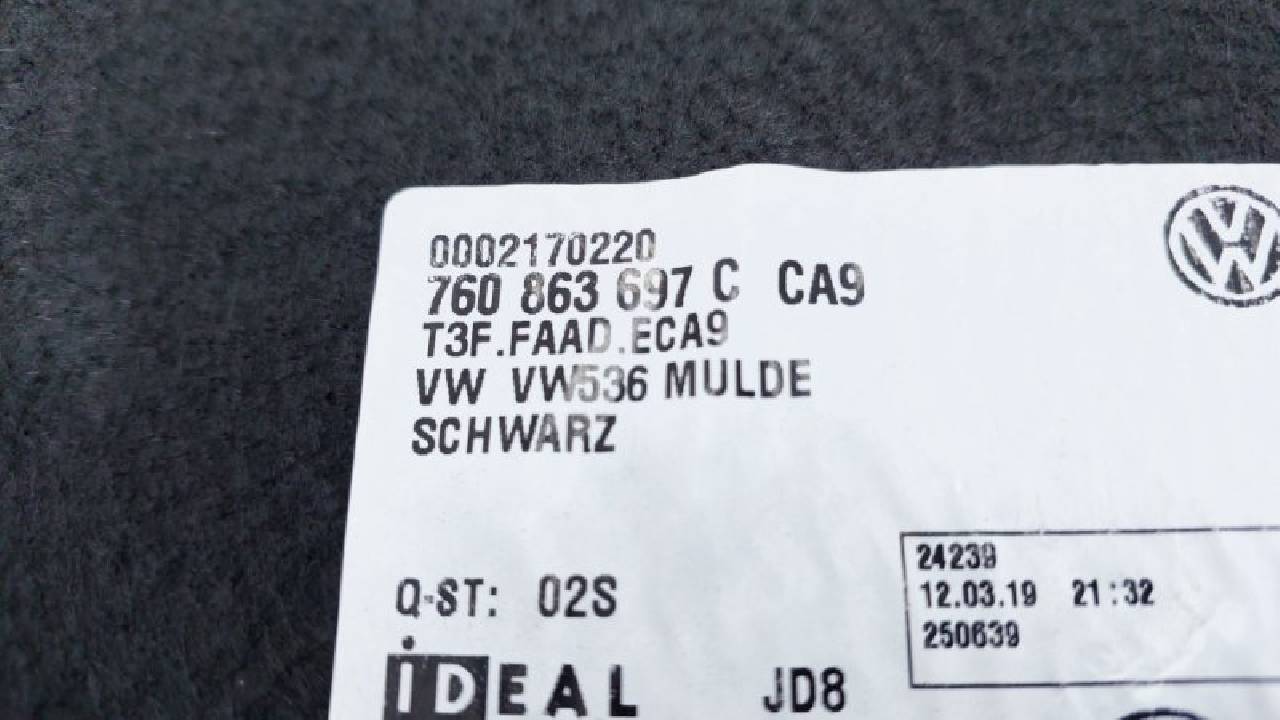 0002170220
760 863 697 C CA9
T3F.FAAD.ECA9
VW VW536 MULDE
SCHWARZ
24239
12.03.19 21:32
250639
Q-ST: 02S
iDEAL JD8